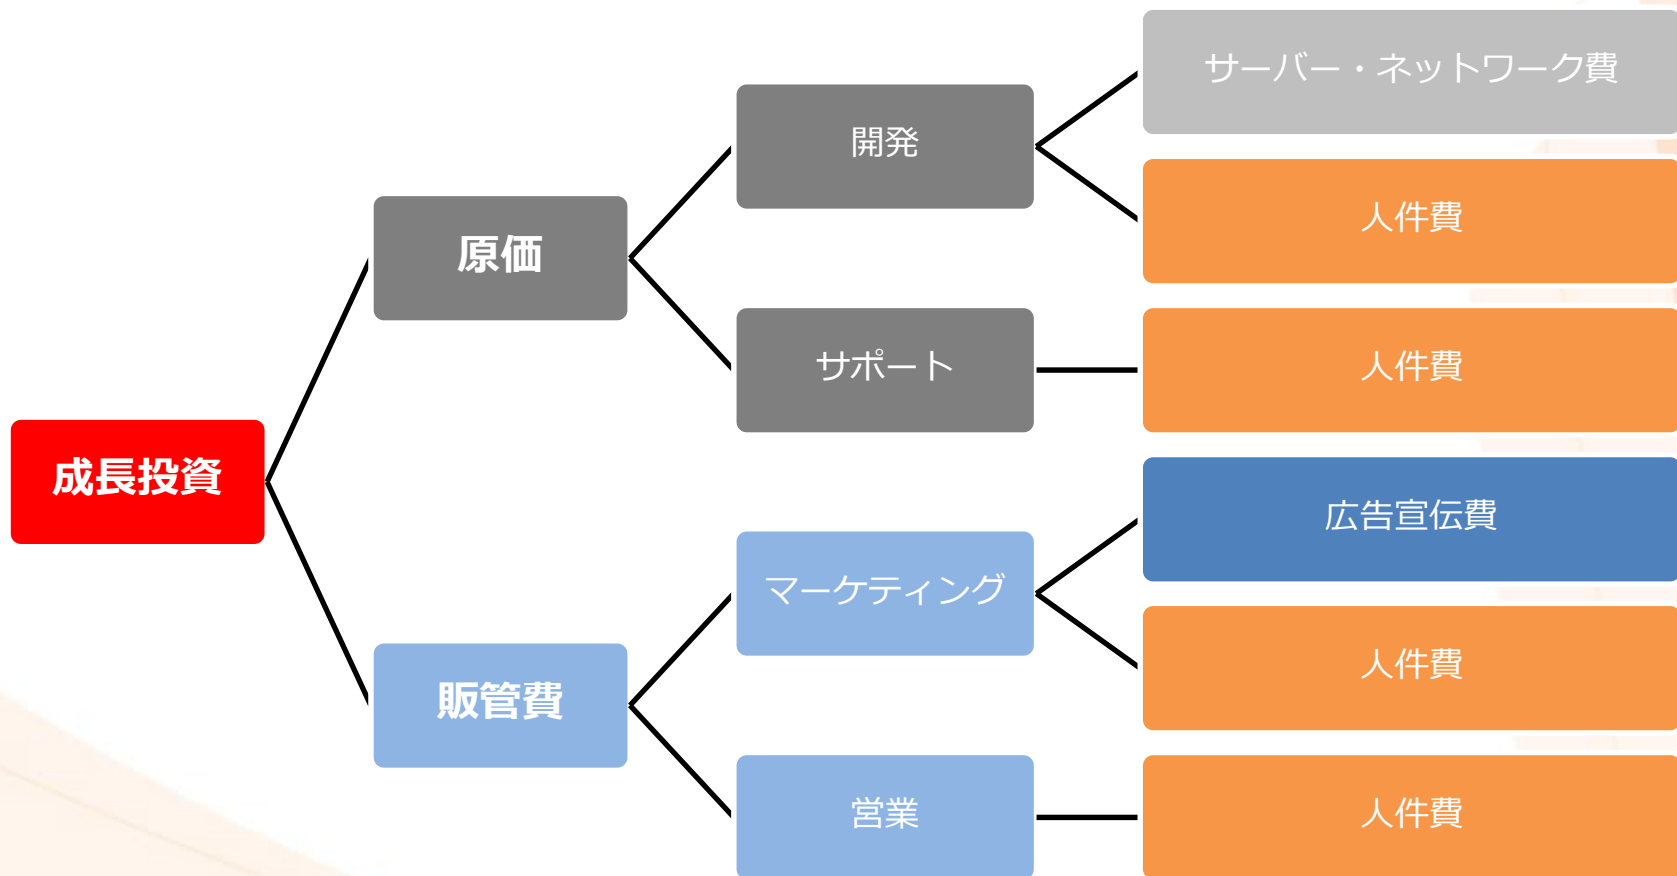 成長投資
原価
開発
サーバー・ネットワーク費
人件費
サポート
人件費
販管費
マーケティング
広告宣伝費
人件費
営業
人件費